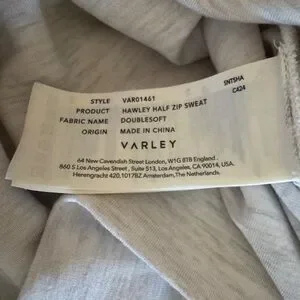 STYLE VAR01461
PRODUCT HAWLEY HALF ZIP SWEAT
FABRIC NAME DOUBLESOFT
ORIGIN MADE IN CHINA
SNTSHA
C424
VARLEY
64 New Cavendish Street London, W1G 8TB England.
860 S Los Angeles Street, Suite 513, Los Angeles, CA 90014, USA.
Herengracht 420,1017BZ Amsterdam,The Netherlands.